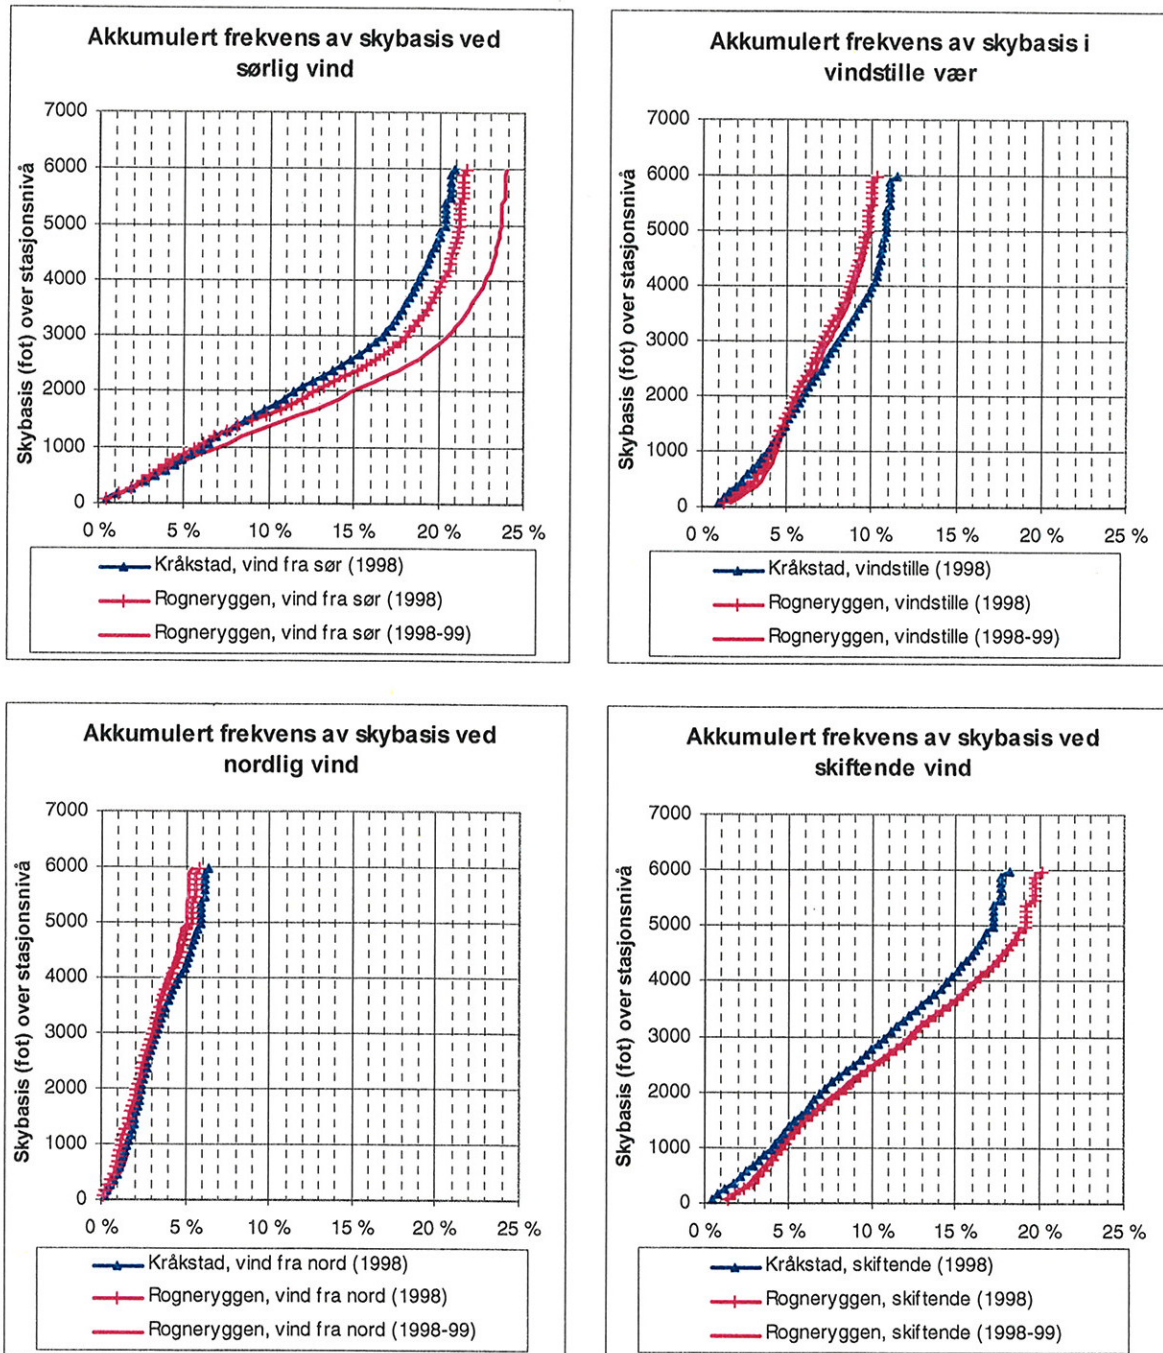 Akkumulert frekvens av skybasis ved
sørlig vind
Skybasis (fot) over stasjonsnivå
7000
6000
5000
4000
3000
2000
1000
0
0 %
5 %
10 %
15 %
20 %
25 %
Kråkstad, vind fra sør (1998)
Rogneryggen, vind fra sør (1998)
Rogneryggen, vind fra sør (1998-99)
Akkumulert frekvens av skybasis i
vindstille vær
Skybasis (fot) over stasjonsnivå
7000
6000
5000
4000
3000
2000
1000
0
0 %
5 %
10 %
15 %
20 %
25 %
Kråkstad, vindstille (1998)
Rogneryggen, vindstille (1998)
Rogneryggen, vindstille (1998-99)
Akkumulert frekvens av skybasis ved
nordlig vind
Skybasis (fot) over stasjonsnivå
7000
6000
5000
4000
3000
2000
1000
0
0 %
5 %
10 %
15 %
20 %
25 %
Kråkstad, vind fra nord (1998)
Rogneryggen, vind fra nord (1998)
Rogneryggen, vind fra nord (1998-99)
Akkumulert frekvens av skybasis ved
skiftende vind
Skybasis (fot) over stasjonsnivå
7000
6000
5000
4000
3000
2000
1000
0
0 %
5 %
10 %
15 %
20 %
25 %
Kråkstad, skiftende (1998)
Rogneryggen, skiftende (1998)
Rogneryggen, skiftende (1998-99)